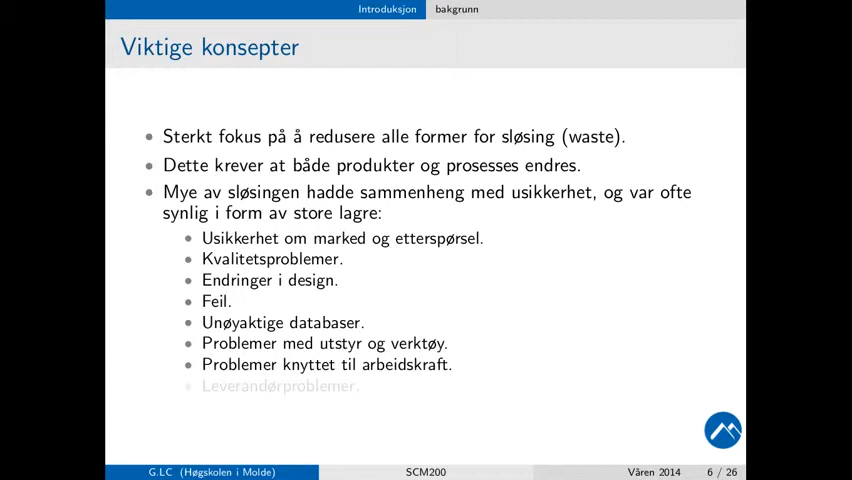 Introduksjon bakgrunn
Viktige konsepter
Sterkt fokus på å redusere alle former for sløsing (waste).
Dette krever at både produkter og prosesses endres.
Mye av sløsingen hadde sammenheng med usikkerhet, og var ofte
synlig i form av store lagre:
Usikkerhet om marked og etterspørsel.
Kvalitetsproblemer.
Endringer i design.
Feil.
Unøyaktige databaser.
Problemer med utstyr og verktøy.
Problemer knyttet til arbeidskraft.
Leverandørproblemer.
G.LC (Høgskolen i Molde) SCM200 Våren 2014 6 / 26